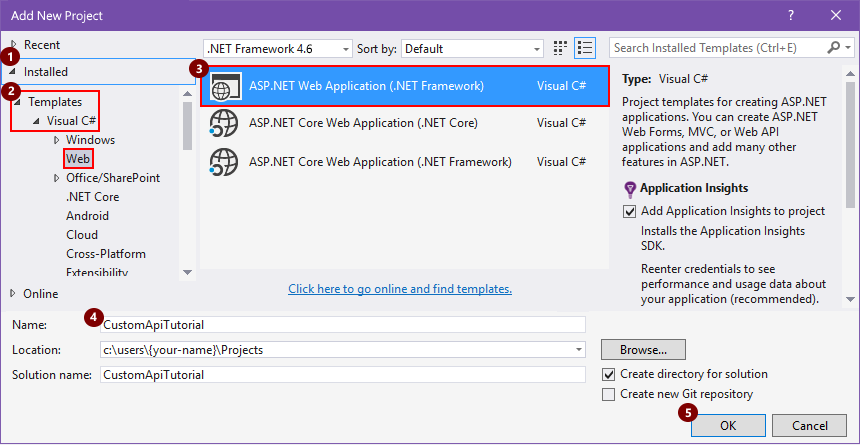 Add New Project
?
1
Recent
Installed
2
Templates
Visual C#
Windows
Web
Office/SharePoint
.NET Core
Android
Cloud
Cross-Platform
Extensibility
Online
.NET Framework 4.6
Sort by: Default
Search Installed Templates (Ctrl+E)
3
ASP.NET Web Application (.NET Framework) Visual C#
ASP.NET Core Web Application (.NET Core) Visual C#
ASP.NET Core Web Application (.NET Framework) Visual C#
Click here to go online and find templates.
Type: Visual C#
Project templates for creating ASP.NET
applications. You can create ASP.NET
Web Forms, MVC, or Web API
applications and add many other
features in ASP.NET.
Application Insights
Add Application Insights to project
Installs the Application Insights
SDK.
Reenter credentials to see
performance and usage data about
your application (recommended).
4
Name: CustomApiTutorial
Location: c:\users\{your-name}\Projects
Browse...
Solution name: CustomApiTutorial
Create directory for solution
Create new Git repository
5
OK
Cancel